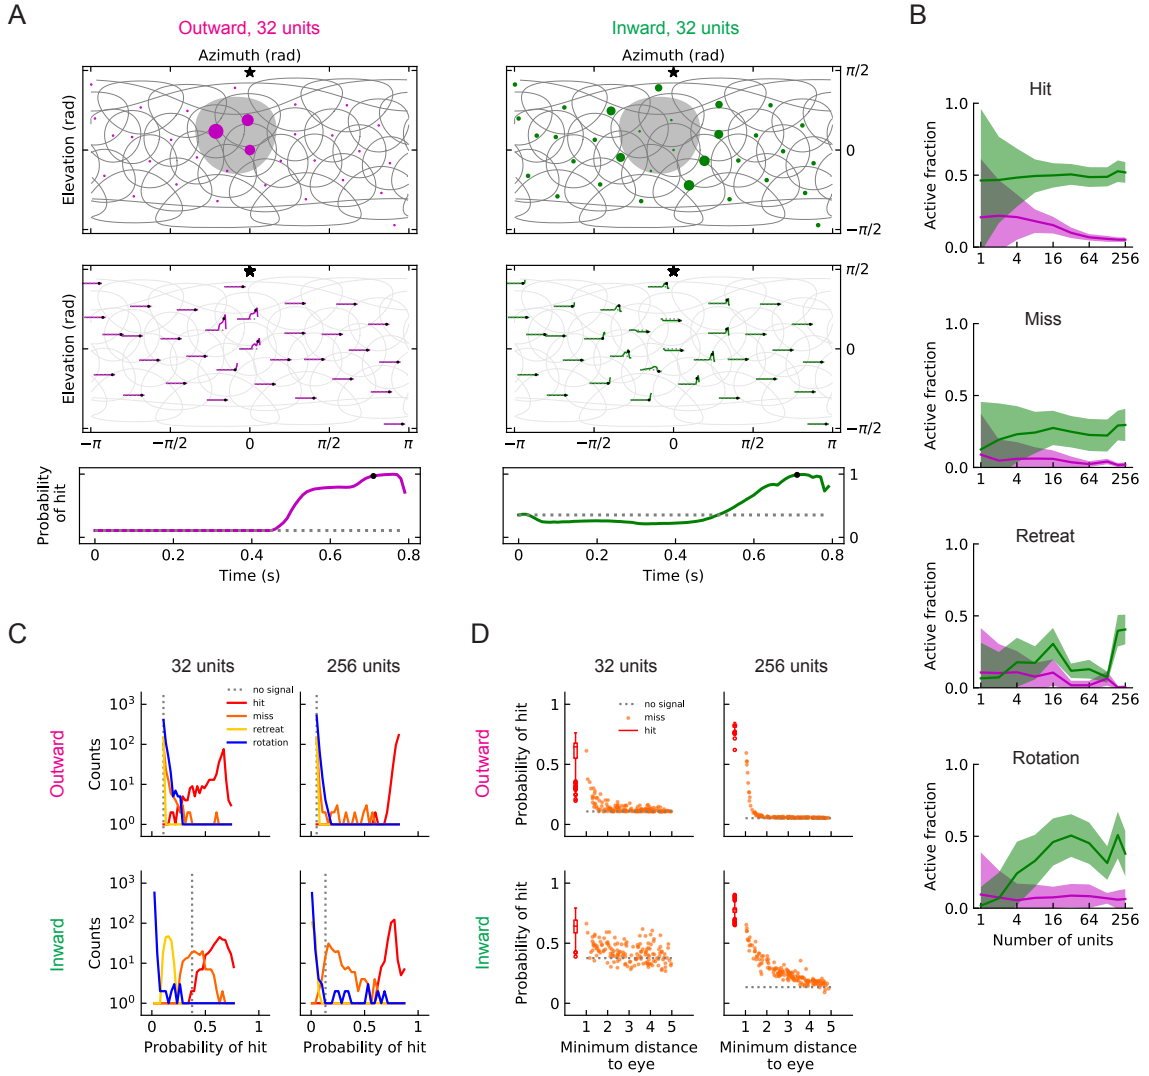 A
Outward, 32 units
Azimuth (rad)
Elevation (rad)
Inward, 32 units
Azimuth (rad)
π/2
0
−π/2
Elevation (rad)
−π
−π/2
0
π/2
π
−π
−π/2
0
π/2
π
π/2
0
−π/2
Probability
of hit
0
0.2
0.4
0.6
0.8
Time (s)
0
0.2
0.4
0.6
0.8
Time (s)
1
0
B
Hit
Active fraction
1.0
0.5
0.0
1
4
16
64
256
Miss
Active fraction
1.0
0.5
0.0
1
4
16
64
256
Retreat
Active fraction
1.0
0.5
0.0
1
4
16
64
256
Rotation
Active fraction
1.0
0.5
0.0
1
4
16
64
256
Number of units
C
32 units
256 units
Outward
Counts
10³
10²
10¹
10⁰
no signal
hit
miss
retreat
rotation
Inward
Counts
10³
10²
10¹
10⁰
0
0.5
1
Probability of hit
0
0.5
1
Probability of hit
D
32 units
256 units
Outward
Probability of hit
1
0.5
0
no signal
miss
hit
1
0.5
0
Inward
Probability of hit
1
0.5
0
1
0.5
0
1 2 3 4 5
Minimum distance
to eye
1 2 3 4 5
Minimum distance
to eye